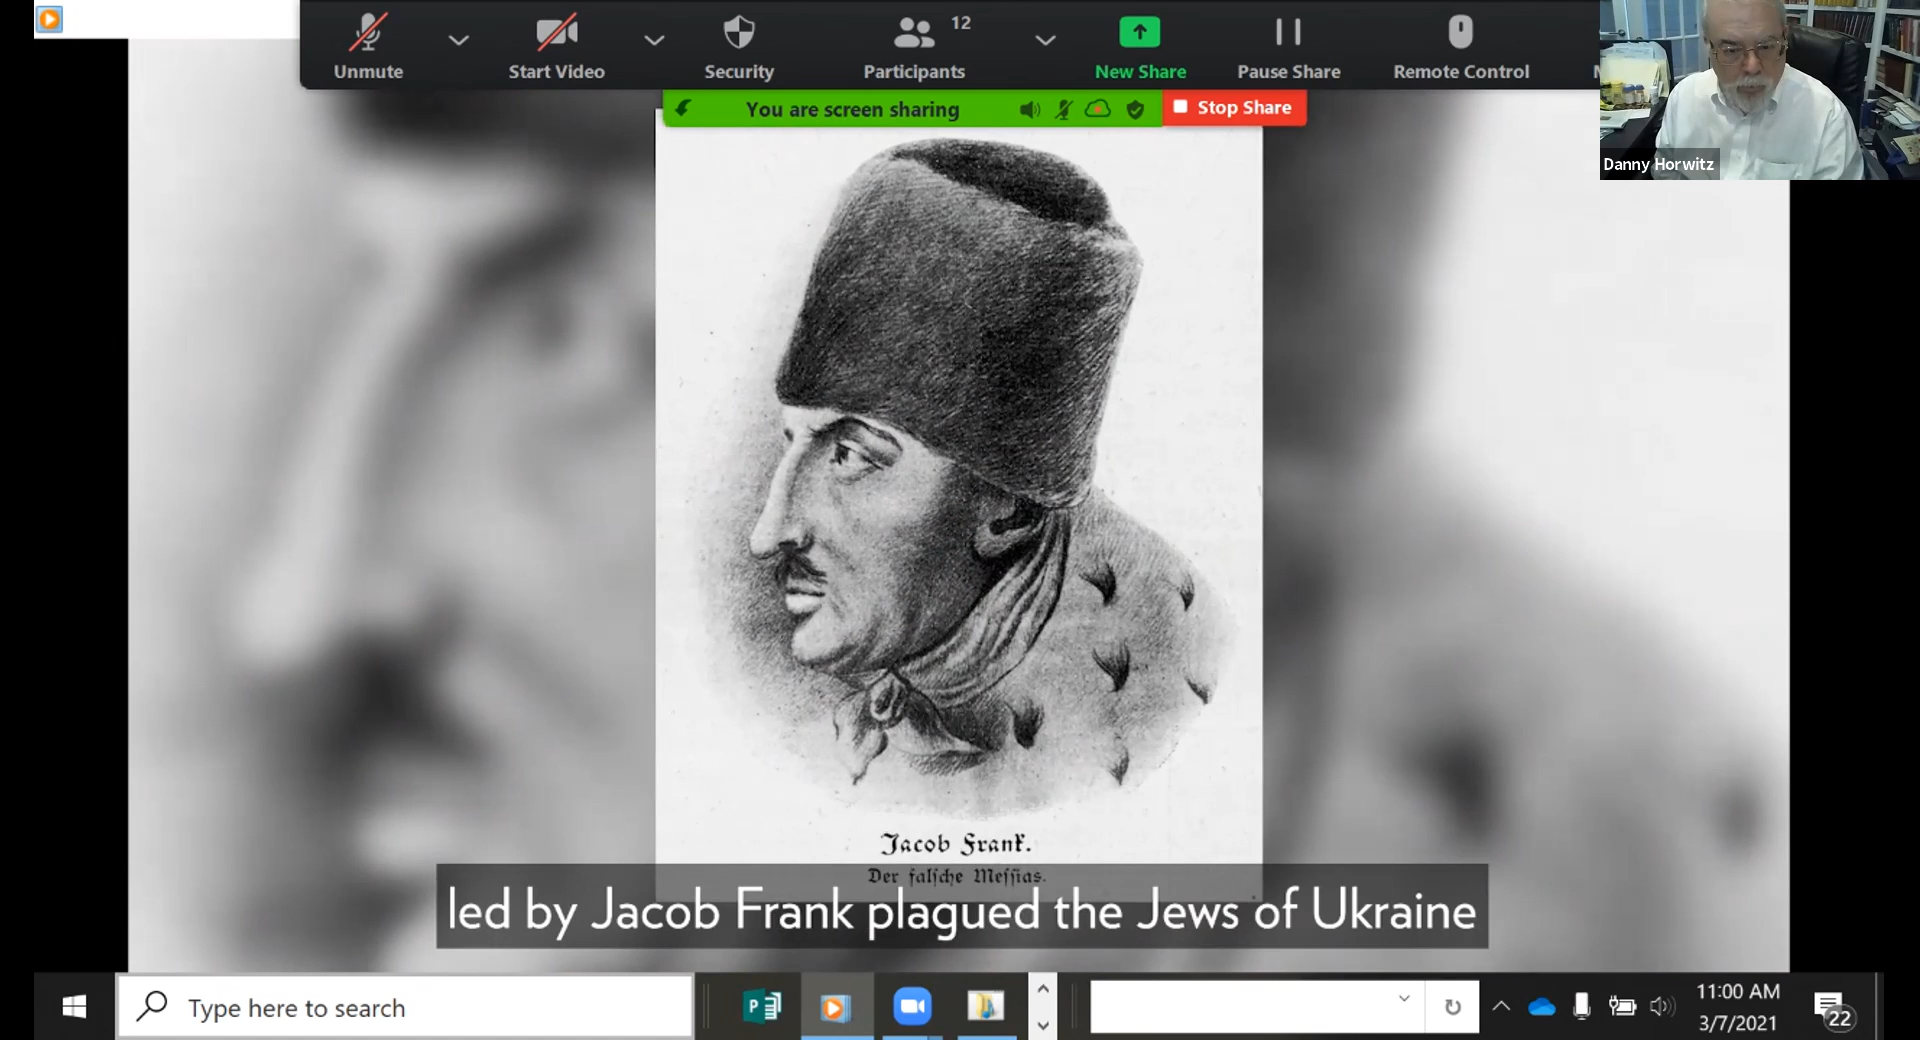 12
Unmute
Start Video
Security
Participants
New Share
Pause Share
Remote Control
You are screen sharing
Stop Share
Danny Horwitz
Jacob Frank.
Der falſche Meſſias.
led by Jacob Frank plagued the Jews of Ukraine
Type here to search
11:00 AM
3/7/2021
22